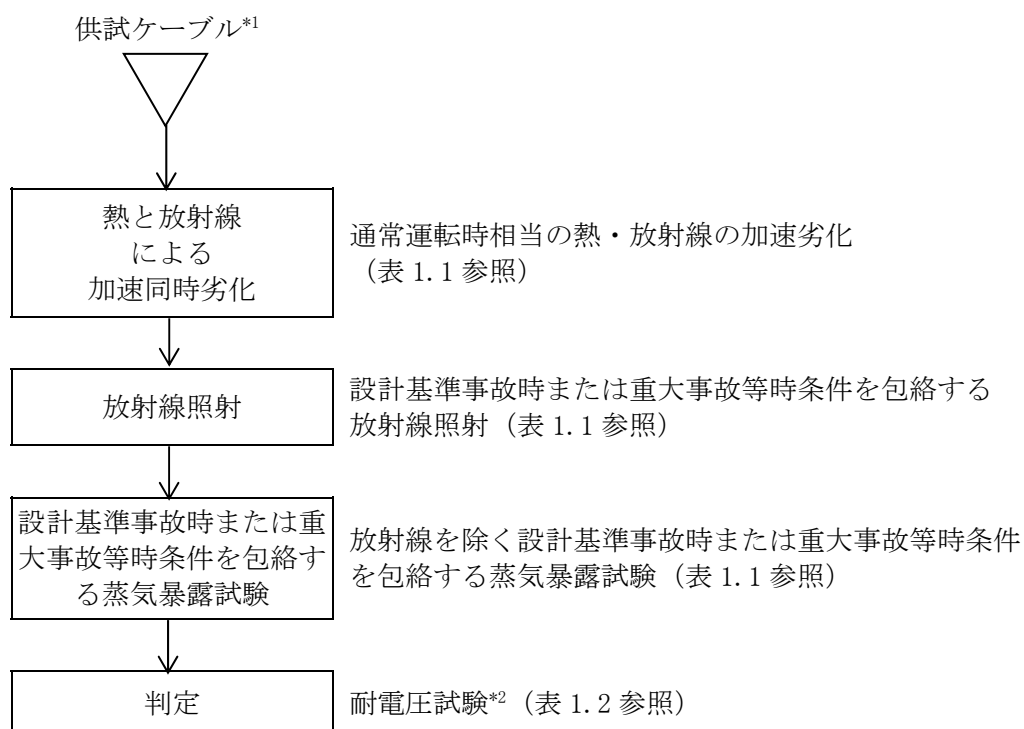 供試ケーブル*1
熱と放射線
による
加速同時劣化
通常運転時相当の熱・放射線の加速劣化
（表 1.1 参照）
放射線照射
設計基準事故時または重大事故等時条件を包絡する
放射線照射（表 1.1 参照）
設計基準事故時または重
大事故等時条件を包絡す
る蒸気暴露試験
放射線を除く設計基準事故時または重大事故等時条件
を包絡する蒸気暴露試験（表 1.1 参照）
判定
耐電圧試験*2（表 1.2 参照）